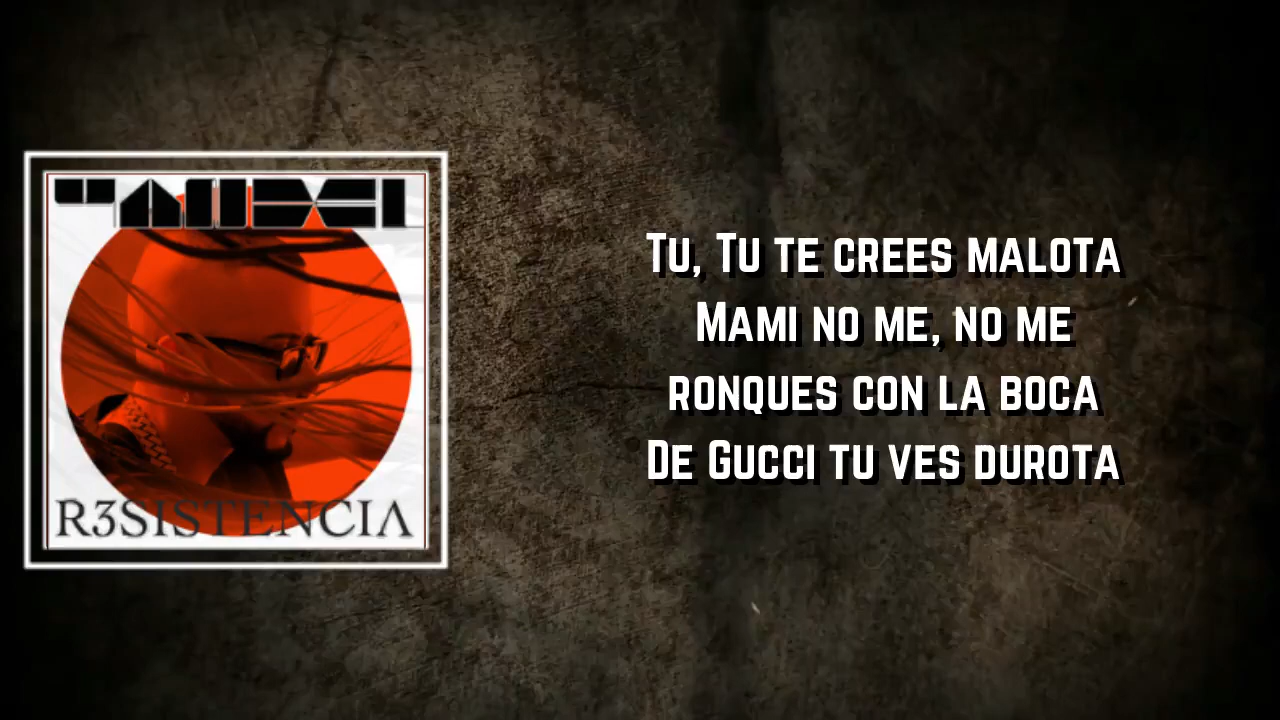 YANDEL
R3SISTENCIA
Tu, Tu te crees malota
Mami no me, no me
ronques con la boca
De Gucci tu ves durota